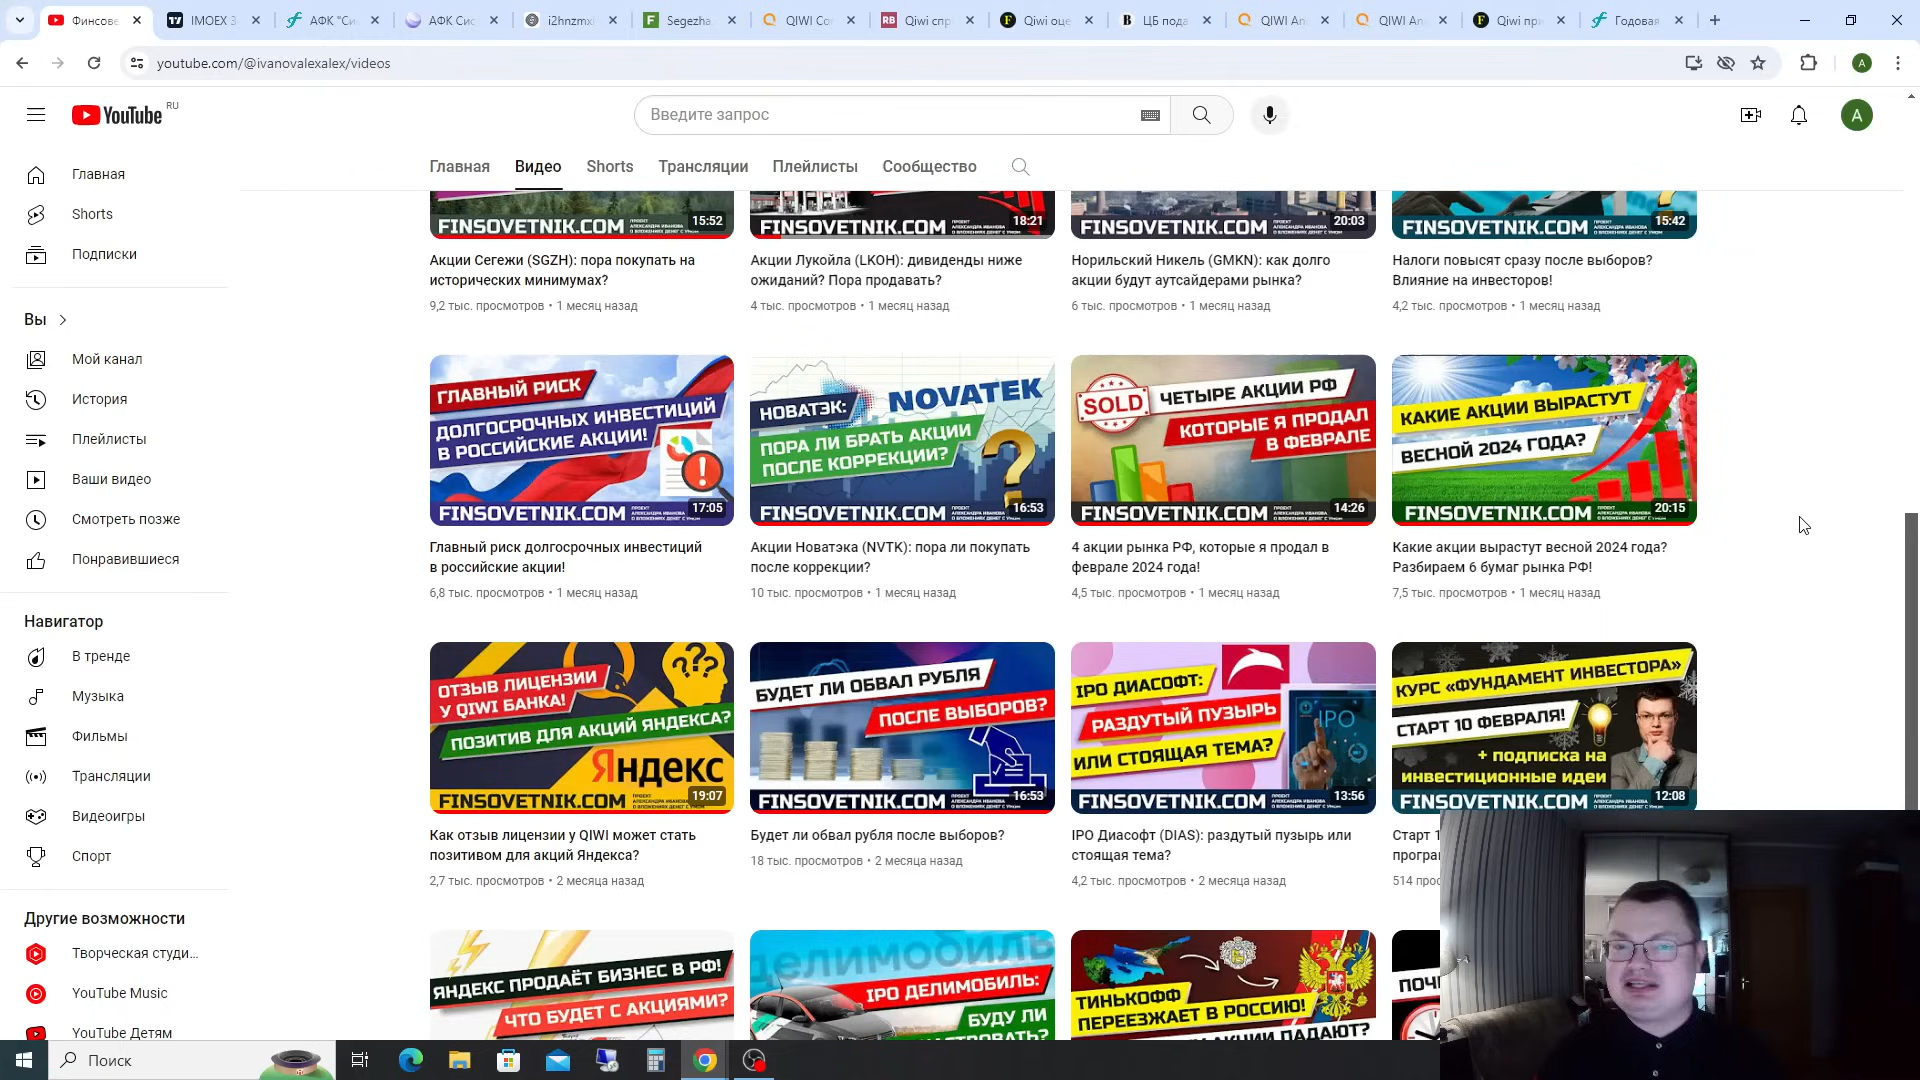 Финсове
IMOEX 3
АФК "Си
АФК Сис
i2hnzmx
Segezha
QIWI Co
Qiwi спр
Qiwi оце
ЦБ пода
QIWI An
QIWI An
Qiwi при
Годовая
youtube.com/@ivanovalexalex/videos
A
YouTube RU
Введите запрос
A
Главная
Видео
Shorts
Трансляции
Плейлисты
Сообщество
Главная
Shorts
Подписки
Вы
Мой канал
История
Плейлисты
Ваши видео
Смотреть позже
Понравившиеся
Навигатор
В тренде
Музыка
Фильмы
Трансляции
Видеоигры
Спорт
Другие возможности
Творческая студи...
YouTube Music
YouTube Детям
FINSOVETNIK.COM
15:52
FINSOVETNIK.COM
18:21
FINSOVETNIK.COM
20:03
FINSOVETNIK.COM
15:42
Акции Сегежи (SGZH): пора покупать на
исторических минимумах?
9,2 тыс. просмотров • 1 месяц назад
Акции Лукойла (LKOH): дивиденды ниже
ожиданий? Пора продавать?
4 тыс. просмотров • 1 месяц назад
Норильский Никель (GMKN): как долго
акции будут аутсайдерами рынка?
6 тыс. просмотров • 1 месяц назад
Налоги повысят сразу после выборов?
Влияние на инвесторов!
4,2 тыс. просмотров • 1 месяц назад
ГЛАВНЫЙ РИСК
ДОЛГОСРОЧНЫХ ИНВЕСТИЦИЙ
В РОССИЙСКИЕ АКЦИИ!
FINSOVETNIK.COM
17:05
НОВАТЭК:
NOVATEK
ПОРА ЛИ БРАТЬ АКЦИИ
ПОСЛЕ КОРРЕКЦИИ?
FINSOVETNIK.COM
16:53
SOLD
ЧЕТЫРЕ АКЦИИ РФ
КОТОРЫЕ Я ПРОДАЛ
В ФЕВРАЛЕ
FINSOVETNIK.COM
14:26
КАКИЕ АКЦИИ ВЫРАСТУТ
ВЕСНОЙ 2024 ГОДА?
FINSOVETNIK.COM
20:15
Главный риск долгосрочных инвестиций
в российские акции!
6,8 тыс. просмотров • 1 месяц назад
Акции Новатэка (NVTK): пора ли покупать
после коррекции?
10 тыс. просмотров • 1 месяц назад
4 акции рынка РФ, которые я продал в
феврале 2024 года!
4,5 тыс. просмотров • 1 месяц назад
Какие акции вырастут весной 2024 года?
Разбираем 6 бумаг рынка РФ!
7,5 тыс. просмотров • 1 месяц назад
ОТЗЫВ ЛИЦЕНЗИИ
У QIWI БАНКА!
ПОЗИТИВ ДЛЯ АКЦИЙ ЯНДЕКСА?
Яндекс
FINSOVETNIK.COM
19:07
БУДЕТ ЛИ ОБВАЛ РУБЛЯ
ПОСЛЕ ВЫБОРОВ?
FINSOVETNIK.COM
16:53
IPO ДИАСОФТ:
РАЗДУТЫЙ ПУЗЫРЬ
ИЛИ СТОЯЩАЯ ТЕМА?
IPO
FINSOVETNIK.COM
13:56
КУРС «ФУНДАМЕНТ ИНВЕСТОРА»
СТАРТ 10 ФЕВРАЛЯ!
+ подписка на
инвестиционные идеи
FINSOVETNIK.COM
12:08
Как отзыв лицензии у QIWI может стать
позитивом для акций Яндекса?
2,7 тыс. просмотров • 2 месяца назад
Будет ли обвал рубля после выборов?
18 тыс. просмотров • 2 месяца назад
IPO Диасофт (DIAS): раздутый пузырь или
стоящая тема?
4,2 тыс. просмотров • 2 месяца назад
Старт 1
програ
514 прос
ЯНДЕКС ПРОДАЁТ БИЗНЕС В РФ!
ЧТО БУДЕТ С АКЦИЯМИ?
ДЕЛИМОБИЛЬ
IPO ДЕЛИМОБИЛЬ:
БУДУ ЛИ
ТИНЬКОФФ
ПЕРЕЕЗЖАЕТ В РОССИЮ!
АКЦИИ ПАДАЮТ?
ПОЧ
Поиск